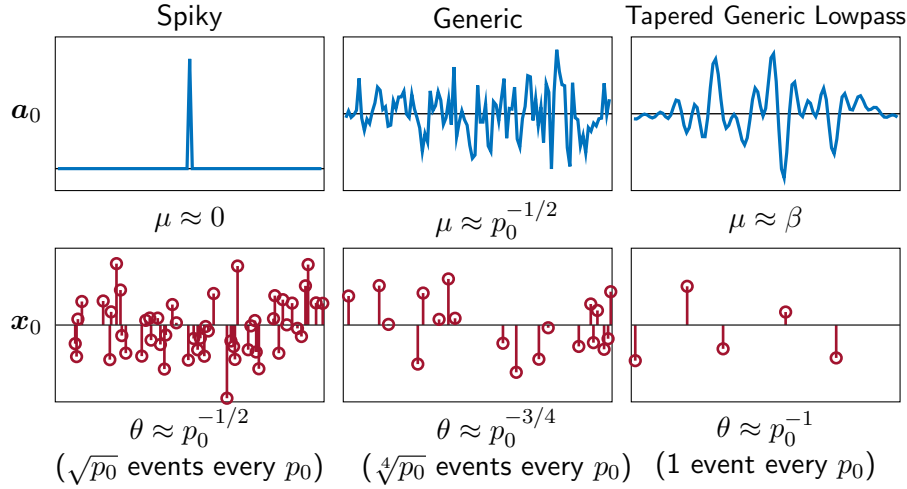 Spiky Generic Tapered Generic Lowpass
a₀
μ ≈ 0 μ ≈ p₀^{-1/2} μ ≈ β
x₀
θ ≈ p₀^{-1/2} θ ≈ p₀^{-3/4} θ ≈ p₀^{-1}
(√p₀ events every p₀) (∜p₀ events every p₀) (1 event every p₀)